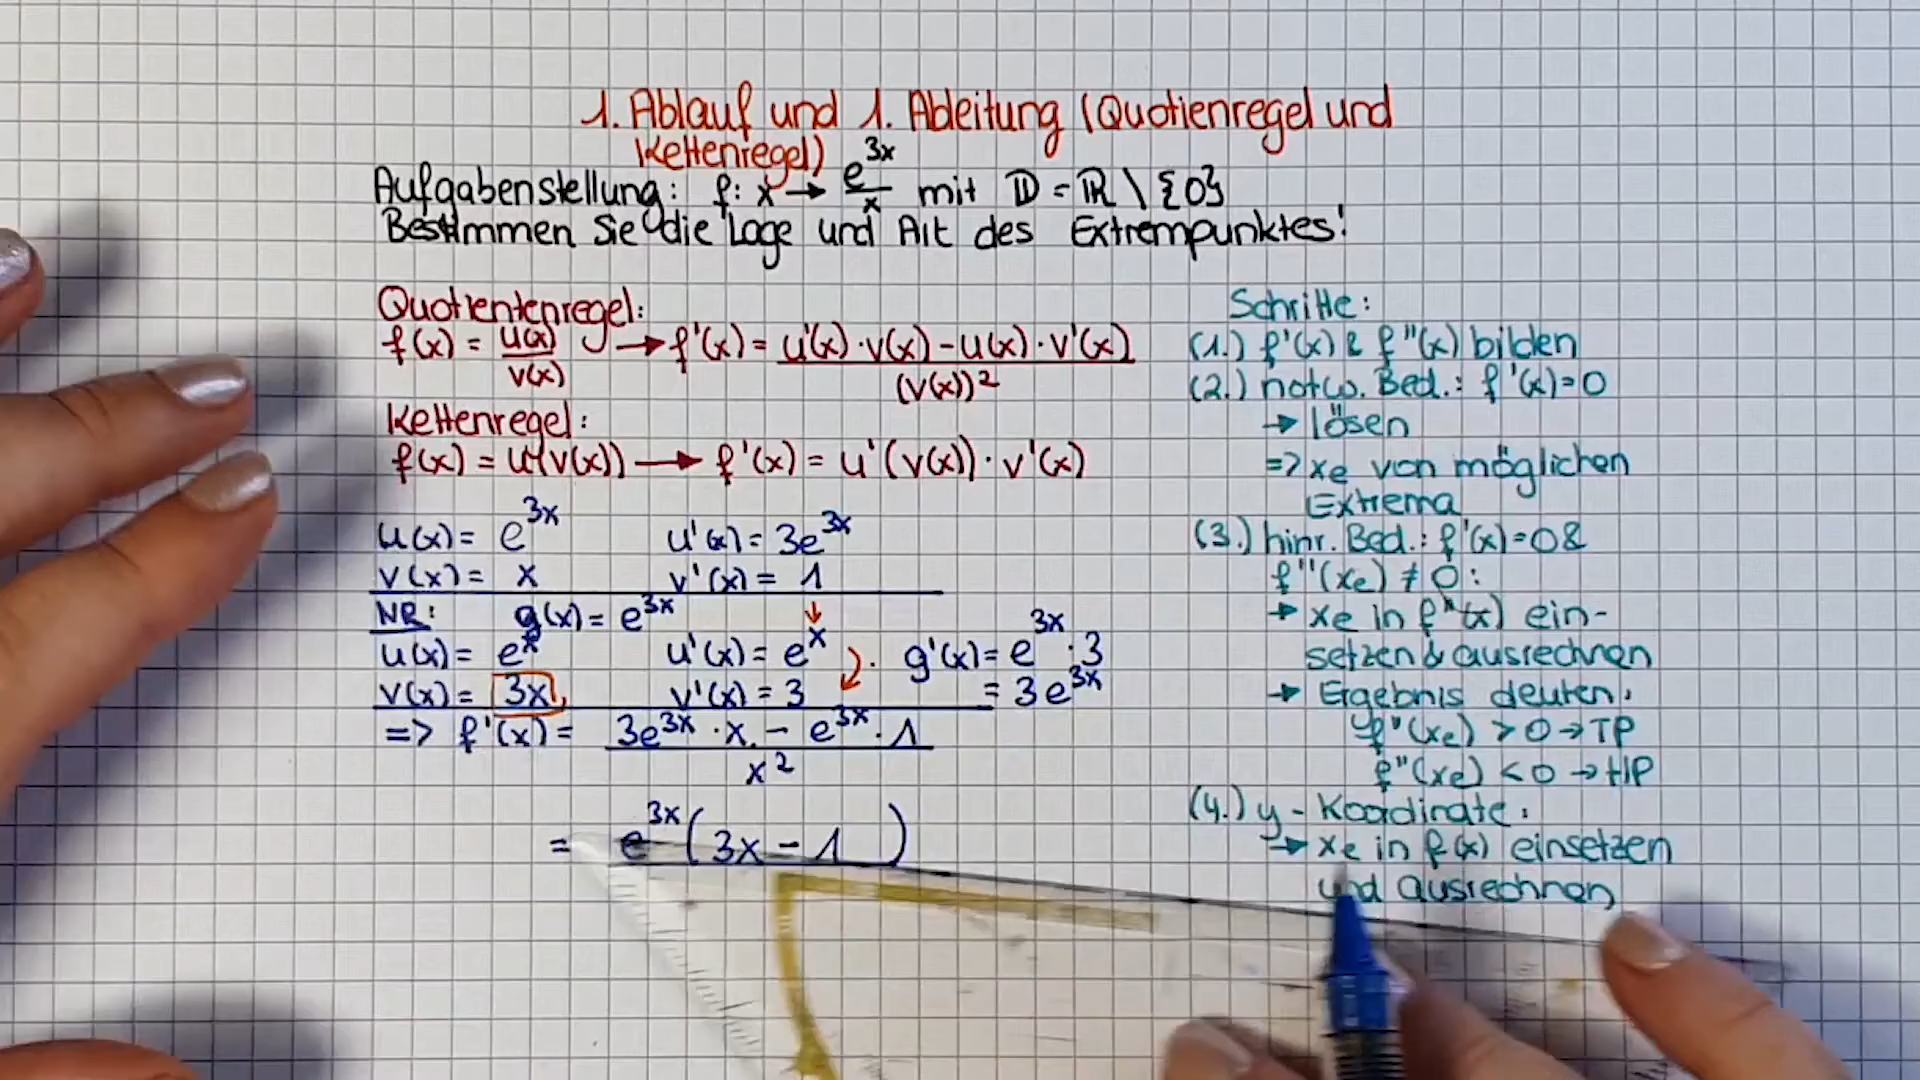 1. Ablauf und 1. Ableitung (Quotienregel und
Kettenregel)
Aufgabenstellung: f: x → e^3x/x mit D = ℝ \ {0}
Bestimmen Sie die Lage und Art des Extrempunktes!
Quotientenregel:
f(x) = u(x)/v(x) → f'(x) = (u'(x) · v(x) - u(x) · v'(x))/(v(x))²
Kettenregel:
f(x) = u(v(x)) → f'(x) = u'(v(x)) · v'(x)
u(x) = e^3x u'(x) = 3e^3x
v(x) = x v'(x) = 1
NR: g(x) = e^3x
u(x) = e^x u'(x) = e^x g'(x) = e^3x · 3
v(x) = 3x v'(x) = 3 = 3e^3x
=> f'(x) = (3e^3x · x - e^3x · 1)/x²
= e^3x (3x - 1)
Schritte:
(1.) f'(x) & f''(x) bilden
(2.) notw. Bed.: f'(x) = 0
→ lösen
=> xe von möglichen
Extrema
(3.) hinr. Bed.: f'(x) = 0 &
f''(xe) ≠ 0:
→ xe in f''(x) ein-
setzen & ausrechnen
→ Ergebnis deuten:
f''(xe) > 0 → TP
f''(xe) < 0 → HP
(4.) y-Koordinate:
→ xe in f(x) einsetzen
und ausrechnen